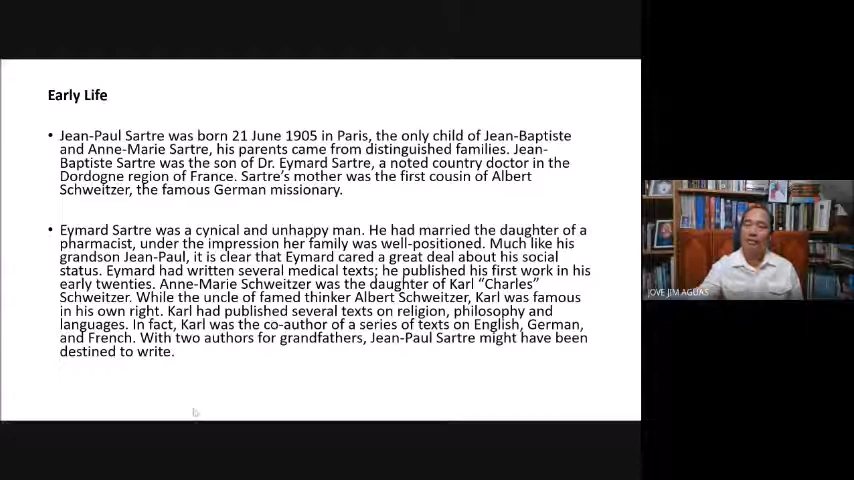 Early Life
• Jean-Paul Sartre was born 21 June 1905 in Paris, the only child of Jean-Baptiste
and Anne-Marie Sartre, his parents came from distinguished families. Jean-
Baptiste Sartre was the son of Dr. Eymard Sartre, a noted country doctor in the
Dordogne region of France. Sartre's mother was the first cousin of Albert
Schweitzer, the famous German missionary.
• Eymard Sartre was a cynical and unhappy man. He had married the daughter of a
pharmacist, under the impression her family was well-positioned. Much like his
grandson Jean-Paul, it is clear that Eymard cared a great deal about his social
status. Eymard had written several medical texts; he published his first work in his
early twenties. Anne-Marie Schweitzer was the daughter of Karl “Charles”
Schweitzer. While the uncle of famed thinker Albert Schweitzer, Karl was famous
in his own right. Karl had published several texts on religion, philosophy and
languages. In fact, Karl was the co-author of a series of texts on English, German,
and French. With two authors for grandfathers, Jean-Paul Sartre might have been
destined to write.
JOVE JIM AGUAS